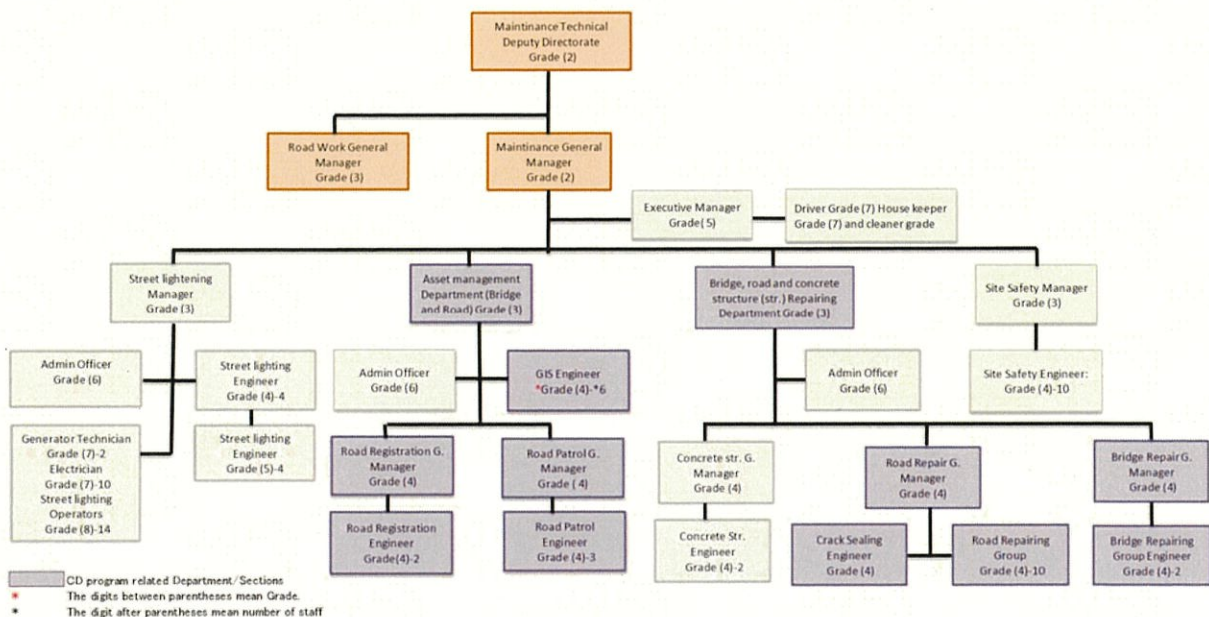 Maintinance Technical
Deputy Directorate
Grade (2)
Road Work General
Manager
Grade (3)
Maintinance General
Manager
Grade (2)
Executive Manager
Grade( 5)
Driver Grade (7) House keeper
Grade (7) and cleaner grade
Street lightening
Manager
Grade (3)
Asset management
Department (Bridge
and Road) Grade (3)
Bridge, road and concrete
structure (str.) Repairing
Department Grade (3)
Site Safety Manager
Grade (3)
Admin Officer
Grade (6)
Street lighting
Engineer
Grade (4)-4
Admin Officer
Grade (6)
GIS Engineer
*Grade (4)-*6
Admin Officer
Grade (6)
Site Safety Engineer:
Grade (4)-10
Generator Technician
Grade (7)-2
Electrician
Grade (7)-10
Street lighting
Operators
Grade (8)-14
Street lighting
Engineer
Grade (5)-4
Road Registration G.
Manager
Grade (4)
Road Patrol G.
Manager
Grade ( 4)
Concrete str. G.
Manager
Grade (4)
Road Repair G.
Manager
Grade (4)
Bridge Repair G.
Manager
Grade (4)
Road Registration
Engineer
Grade(4)-2
Road Patrol
Engineer
Grade (4)-3
Concrete Str.
Engineer
Grade (4)-2
Crack Sealing
Engineer
Grade (4)
Road Repairing
Group
Grade (4)-10
Bridge Repairing
Group Engineer
Grade (4)-2
CD program related Department/Sections
* The digits between parentheses mean Grade.
* The digit after parentheses mean number of staff